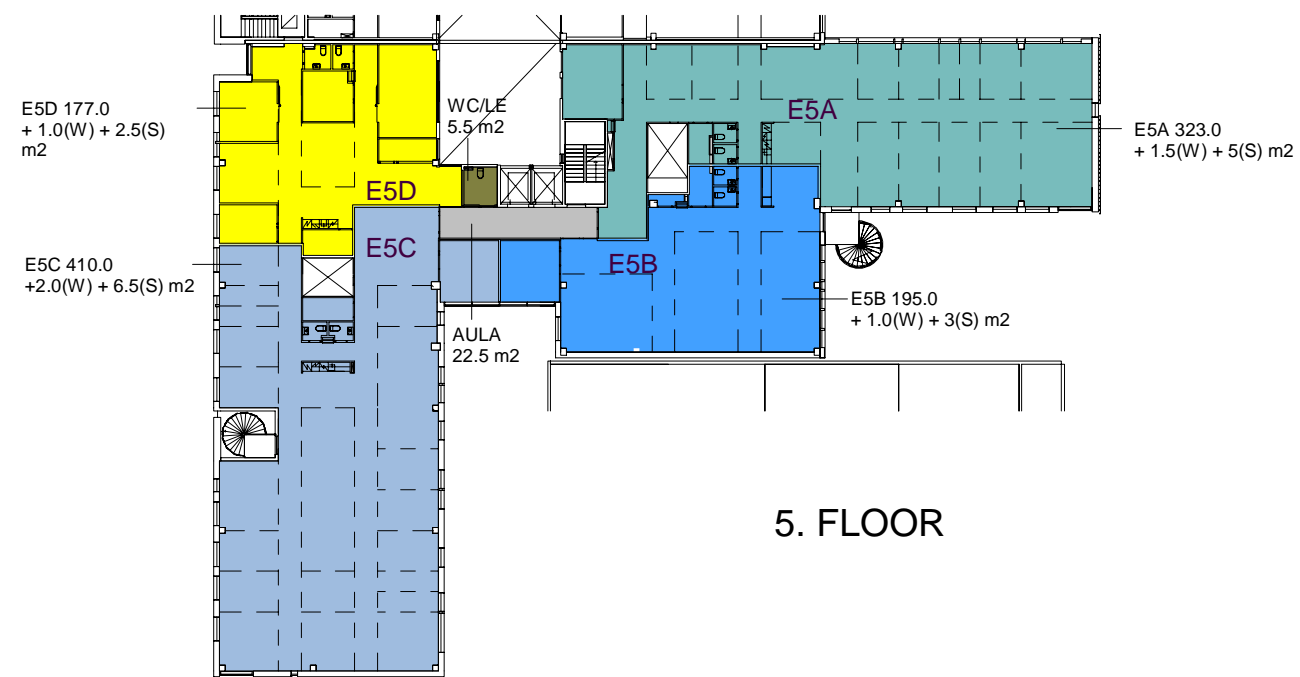 WC/LE
5.5 m2
E5D 177.0
+ 1.0(W) + 2.5(S)
m2
E5A
E5A 323.0
+ 1.5(W) + 5(S) m2
E5D
E5C
E5B
E5C 410.0
+2.0(W) + 6.5(S) m2
E5B 195.0
+ 1.0(W) + 3(S) m2
AULA
22.5 m2
5. FLOOR